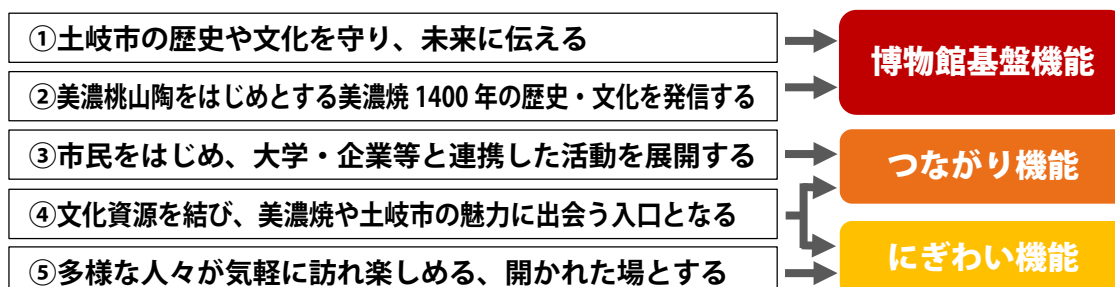 ①土岐市の歴史や文化を守り、未来に伝える
博物館基盤機能
②美濃桃山陶をはじめとする美濃焼 1400 年の歴史・文化を発信する
③市民をはじめ、大学・企業等と連携した活動を展開する
つながり機能
④文化資源を結び、美濃焼や土岐市の魅力に出会う入口となる
⑤多様な人々が気軽に訪れ楽しめる、開かれた場とする
にぎわい機能